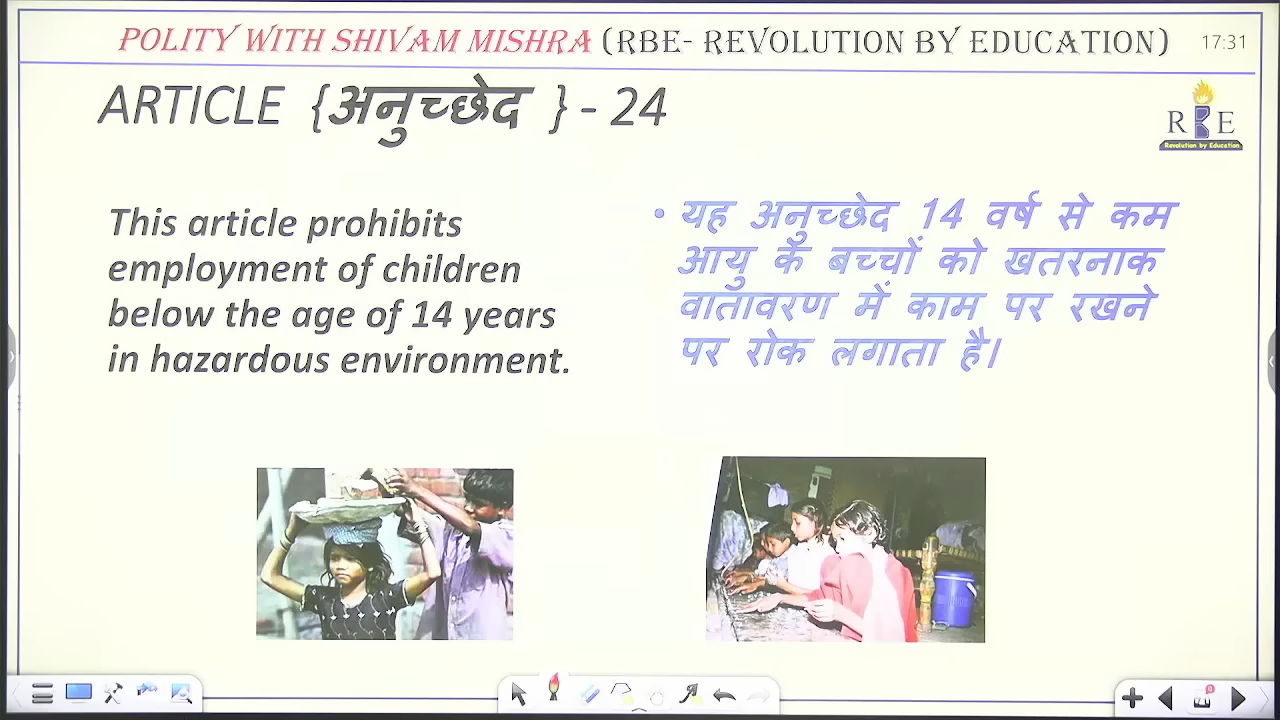 POLITY WITH SHIVAM MISHRA (RBE- REVOLUTION BY EDUCATION)
17:31
ARTICLE {अनुच्छेद } - 24
R E
Revolution by Education
This article prohibits
employment of children
below the age of 14 years
in hazardous environment.
• यह अनुच्छेद 14 वर्ष से कम
आयु के बच्चों को खतरनाक
वातावरण में काम पर रखने
पर रोक लगाता है।